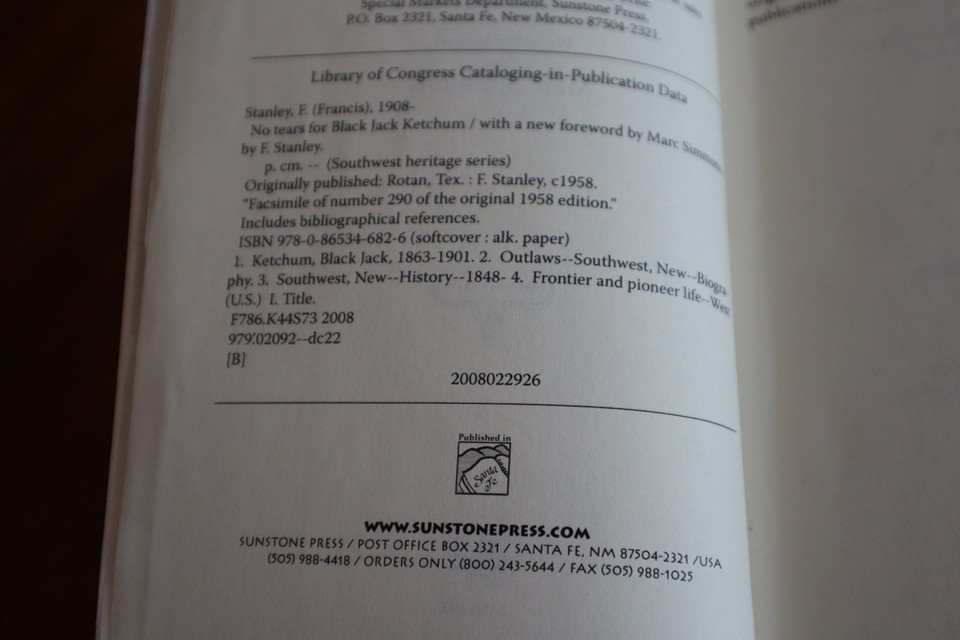 Special Markets Department, Sunstone Press,
P.O. Box 2321, Santa Fe, New Mexico 87504-2321.
publication
Library of Congress Cataloging-in-Publication Data
Stanley, F. (Francis), 1908-
No tears for Black Jack Ketchum / with a new foreword by Marc Simmons
by F. Stanley.
p. cm. -- (Southwest heritage series)
Originally published: Rotan, Tex. : F. Stanley, c1958.
"Facsimile of number 290 of the original 1958 edition."
Includes bibliographical references.
ISBN 978-0-86534-682-6 (softcover : alk. paper)
1. Ketchum, Black Jack, 1863-1901. 2. Outlaws--Southwest, New--Biogra-
phy. 3. Southwest, New--History--1848- 4. Frontier and pioneer life--West
(U.S.) I. Title.
F786.K44S73 2008
979'.02092--dc22
[B]
2008022926
Published in
Santa
Fe
WWW.SUNSTONEPRESS.COM
SUNSTONE PRESS / POST OFFICE BOX 2321 / SANTA FE, NM 87504-2321 /USA
(505) 988-4418 / ORDERS ONLY (800) 243-5644 / FAX (505) 988-1025